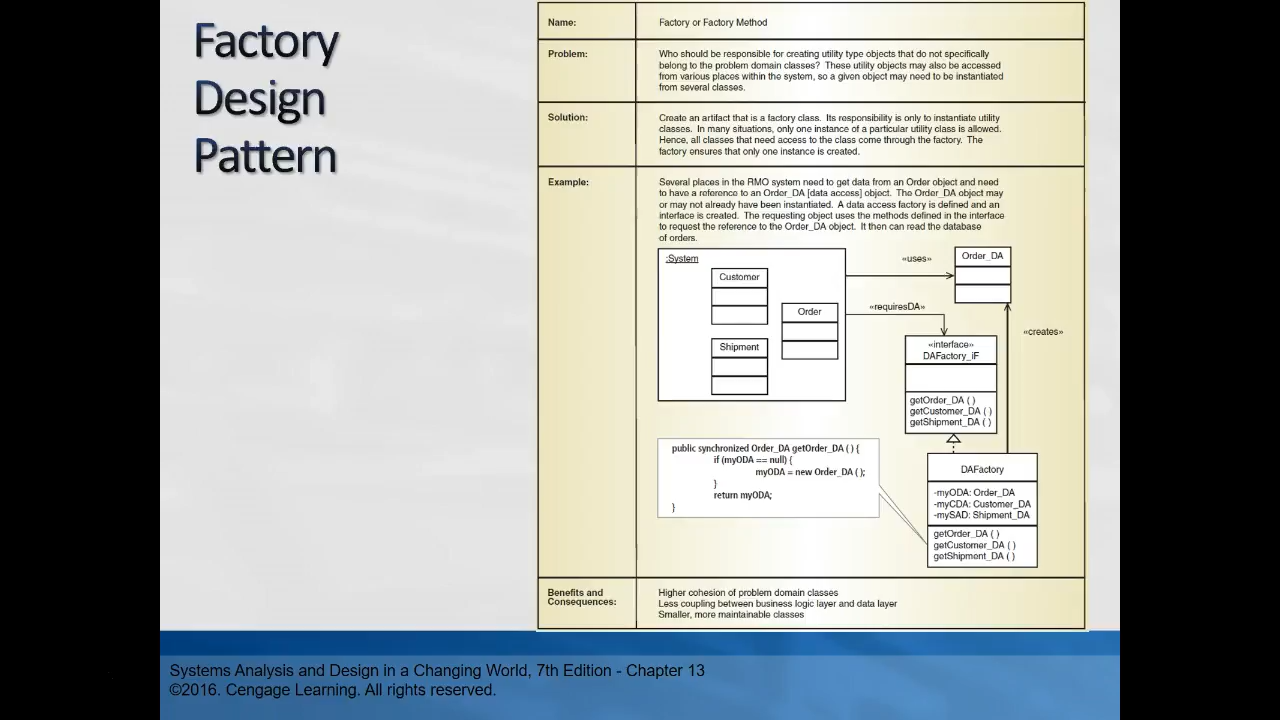 Factory
Design
Pattern
Name:
Factory or Factory Method
Problem:
Who should be responsible for creating utility type objects that do not specifically
belong to the problem domain classes? These utility objects may also be accessed
from various places within the system, so a given object may need to be instantiated
from several classes.
Solution:
Create an artifact that is a factory class. Its responsibility is only to instantiate utility
classes. In many situations, only one instance of a particular utility class is allowed.
Hence, all classes that need access to the class come through the factory. The
factory ensures that only one instance is created.
Example:
Several places in the RMO system need to get data from an Order object and need
to have a reference to an Order_DA [data access] object. The Order_DA object may
or may not already have been instantiated. A data access factory is defined and an
interface is created. The requesting object uses the methods defined in the interface
to request the reference to the Order_DA object. It then can read the database
of orders.
:System
Customer
Order
Shipment
«uses»
Order_DA
«requiresDA»
«creates»
«interface»
DAFactory_iF
getOrder_DA ( )
getCustomer_DA ( )
getShipment_DA ( )
public synchronized Order_DA getOrder_DA ( ) {
if (myODA == null) {
myODA = new Order_DA ( );
}
return myODA;
}
DAFactory
-myODA: Order_DA
-myCDA: Customer_DA
-mySAD: Shipment_DA
getOrder_DA ( )
getCustomer_DA ( )
getShipment_DA ( )
Benefits and
Consequences:
Higher cohesion of problem domain classes
Less coupling between business logic layer and data layer
Smaller, more maintainable classes
Systems Analysis and Design in a Changing World, 7th Edition - Chapter 13
©2016. Cengage Learning. All rights reserved.